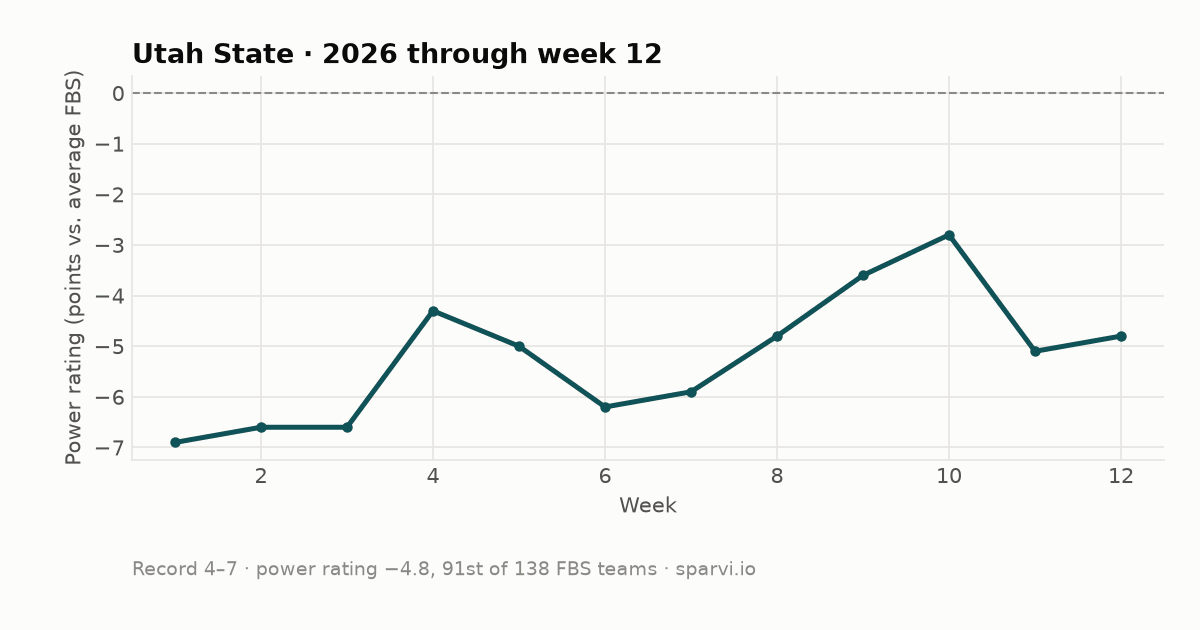 Utah State · 2026 through week 12
Power rating (points vs. average FBS)
0
−1
−2
−3
−4
−5
−6
−7
2 4 6 8 10 12
Week
Record 4–7 · power rating −4.8, 91st of 138 FBS teams · sparvi.io